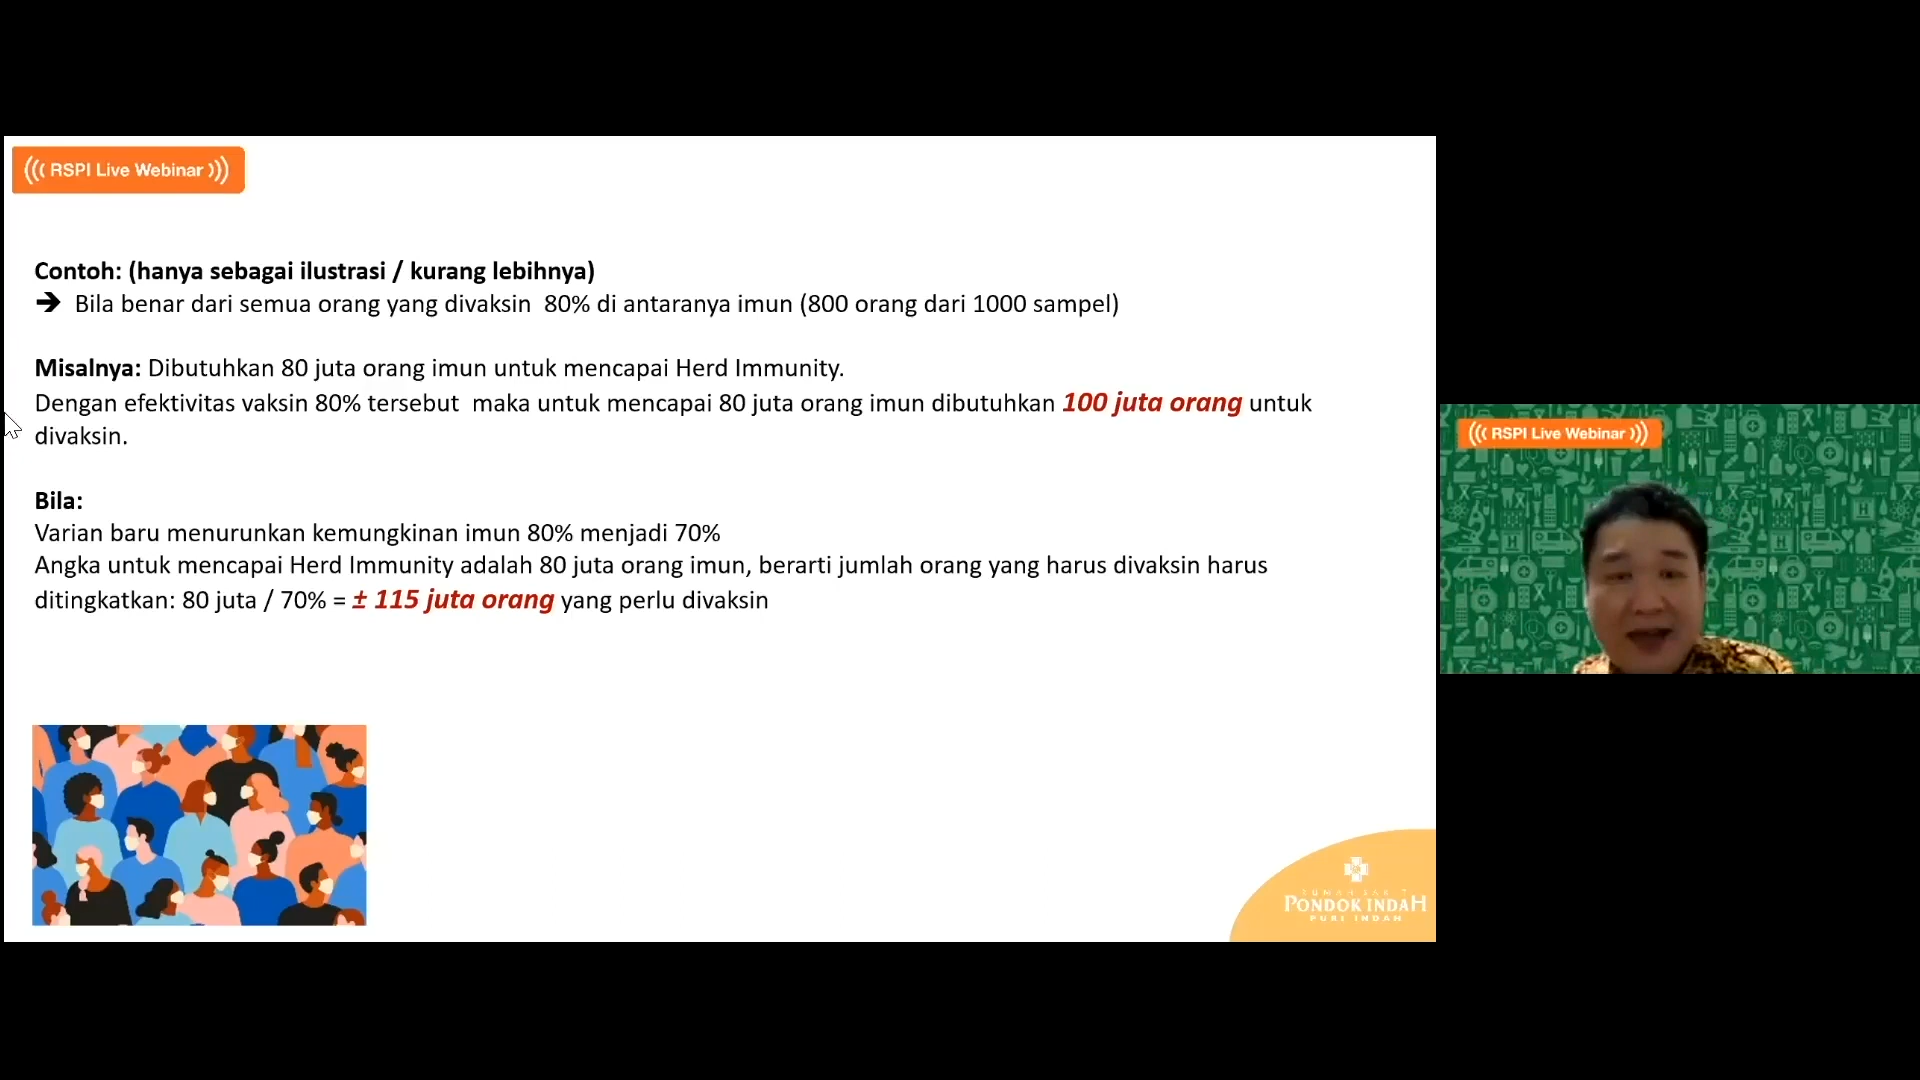 ((( RSPI Live Webinar )))
Contoh: (hanya sebagai ilustrasi / kurang lebihnya)
➔ Bila benar dari semua orang yang divaksin 80% di antaranya imun (800 orang dari 1000 sampel)
Misalnya: Dibutuhkan 80 juta orang imun untuk mencapai Herd Immunity.
Dengan efektivitas vaksin 80% tersebut maka untuk mencapai 80 juta orang imun dibutuhkan 100 juta orang untuk
divaksin.
Bila:
Varian baru menurunkan kemungkinan imun 80% menjadi 70%
Angka untuk mencapai Herd Immunity adalah 80 juta orang imun, berarti jumlah orang yang harus divaksin harus
ditingkatkan: 80 juta / 70% = ± 115 juta orang yang perlu divaksin
RUMAH SAKIT
PONDOK INDAH
PURI INDAH
((( RSPI Live Webinar )))